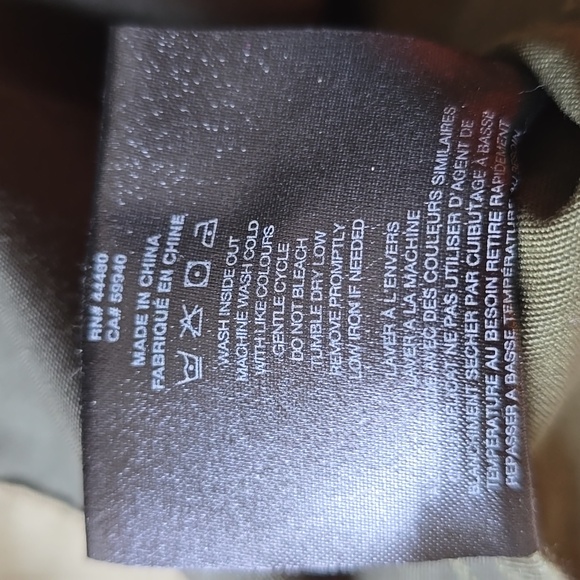 RN# 44480
CA# 59940
MADE IN CHINA
FABRIQUÉ EN CHINE
WASH INSIDE OUT
MACHINE WASH COLD
WITH LIKE COLOURS
GENTLE CYCLE
DO NOT BLEACH
TUMBLE DRY LOW
REMOVE PROMPTLY
LOW IRON IF NEEDED
LAVER À L'ENVERS
LAVER À LA MACHINE
AVEC DES COULEURS SIMILAIRES
NE PAS UTILISER D'AGENT DE
BLANCHIMENT SÉCHER PAR CUIBUTAGE À BASSE
TEMPÉRATURE AU BESOIN RETIRE RAPIDEMENT
REPASSER À BASSE TEMPÉRATURE